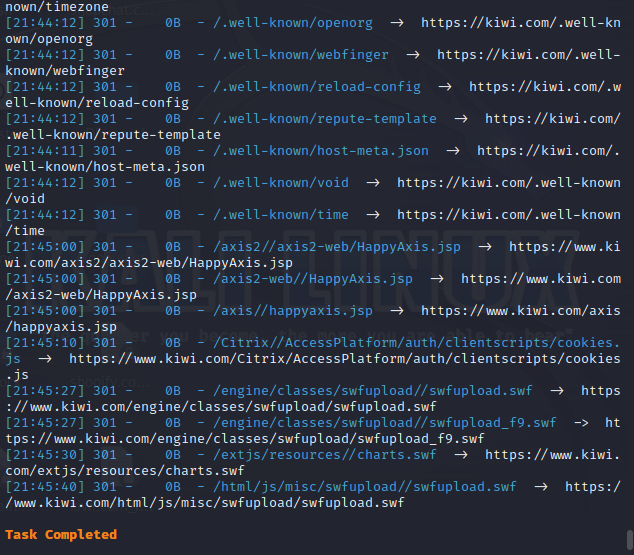 nown/timezone
[21:44:12] 301 -    0B  - /.well-known/openorg  →  https://kiwi.com/.well-kn
own/openorg
[21:44:12] 301 -    0B  - /.well-known/webfinger  →  https://kiwi.com/.well-
known/webfinger
[21:44:12] 301 -    0B  - /.well-known/reload-config  →  https://kiwi.com/.w
ell-known/reload-config
[21:44:12] 301 -    0B  - /.well-known/repute-template  →  https://kiwi.com/
.well-known/repute-template
[21:44:11] 301 -    0B  - /.well-known/host-meta.json  →  https://kiwi.com/.
well-known/host-meta.json
[21:44:12] 301 -    0B  - /.well-known/void  →  https://kiwi.com/.well-known
/void
[21:44:12] 301 -    0B  - /.well-known/time  →  https://kiwi.com/.well-known
/time
[21:45:00] 301 -    0B  - /axis2//axis2-web/HappyAxis.jsp  →  https://www.ki
wi.com/axis2/axis2-web/HappyAxis.jsp
[21:45:00] 301 -    0B  - /axis2-web//HappyAxis.jsp  →  https://www.kiwi.com
/axis2-web/HappyAxis.jsp
[21:45:00] 301 -    0B  - /axis//happyaxis.jsp  →  https://www.kiwi.com/axis
/happyaxis.jsp
[21:45:10] 301 -    0B  - /Citrix//AccessPlatform/auth/clientscripts/cookies.
js  →  https://www.kiwi.com/Citrix/AccessPlatform/auth/clientscripts/cookies
.js
[21:45:27] 301 -    0B  - /engine/classes/swfupload//swfupload.swf  →  https
://www.kiwi.com/engine/classes/swfupload/swfupload.swf
[21:45:27] 301 -    0B  - /engine/classes/swfupload//swfupload_f9.swf  ->  ht
tps://www.kiwi.com/engine/classes/swfupload/swfupload_f9.swf
[21:45:30] 301 -    0B  - /extjs/resources//charts.swf  →  https://www.kiwi.
com/extjs/resources/charts.swf
[21:45:40] 301 -    0B  - /html/js/misc/swfupload//swfupload.swf  →  https:/
/www.kiwi.com/html/js/misc/swfupload/swfupload.swf
Task Completed
KALI LINUX
you become, the more you are able to hear"